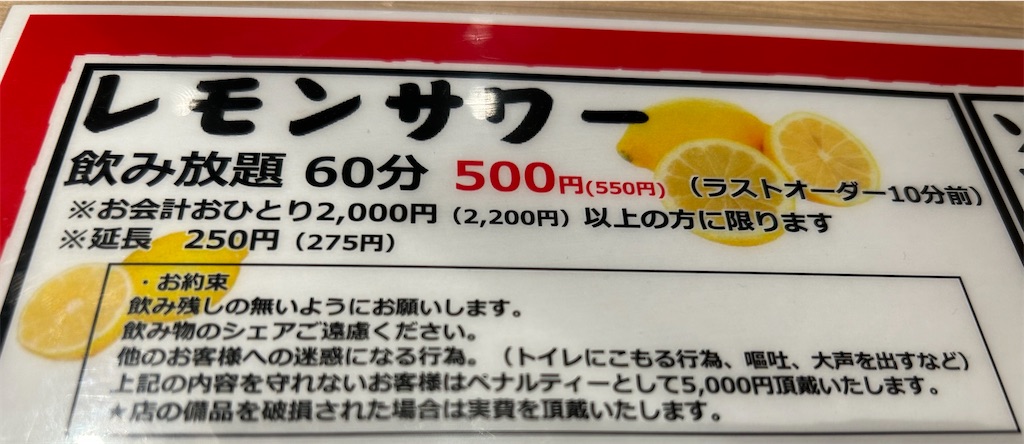 レモンサワー
飲み放題 60分 500円(550円) (ラストオーダー10分前)
※お会計おひとり2,000円(2,200円)以上の方に限ります
※延長 250円(275円)
・お約束
飲み残しの無いようにお願いします。
飲み物のシェアご遠慮ください。
他のお客様への迷惑になる行為。(トイレにこもる行為、嘔吐、大声を出すなど)
上記の内容を守れないお客様はペナルティーとして5,000円頂戴いたします。
★店の備品を破損された場合は実費を頂戴いたします。